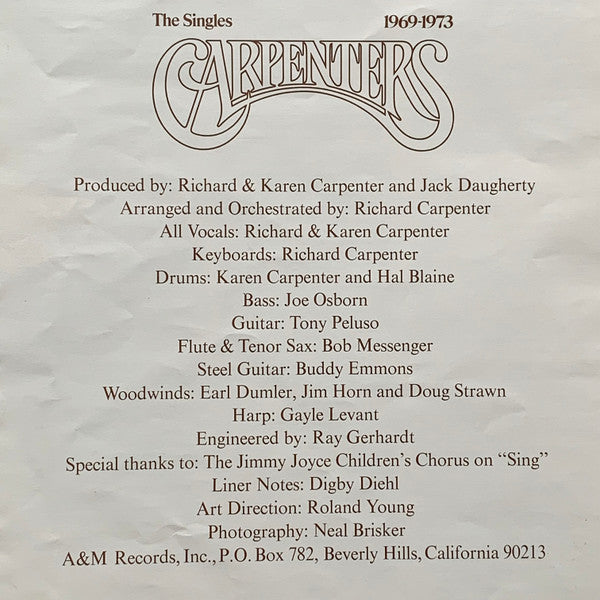 The Singles 1969-1973
CARPENTERS
Produced by: Richard & Karen Carpenter and Jack Daugherty
Arranged and Orchestrated by: Richard Carpenter
All Vocals: Richard & Karen Carpenter
Keyboards: Richard Carpenter
Drums: Karen Carpenter and Hal Blaine
Bass: Joe Osborn
Guitar: Tony Peluso
Flute & Tenor Sax: Bob Messenger
Steel Guitar: Buddy Emmons
Woodwinds: Earl Dumler, Jim Horn and Doug Strawn
Harp: Gayle Levant
Engineered by: Ray Gerhardt
Special thanks to: The Jimmy Joyce Children’s Chorus on “Sing”
Liner Notes: Digby Diehl
Art Direction: Roland Young
Photography: Neal Brisker
A&M Records, Inc., P.O. Box 782, Beverly Hills, California 90213